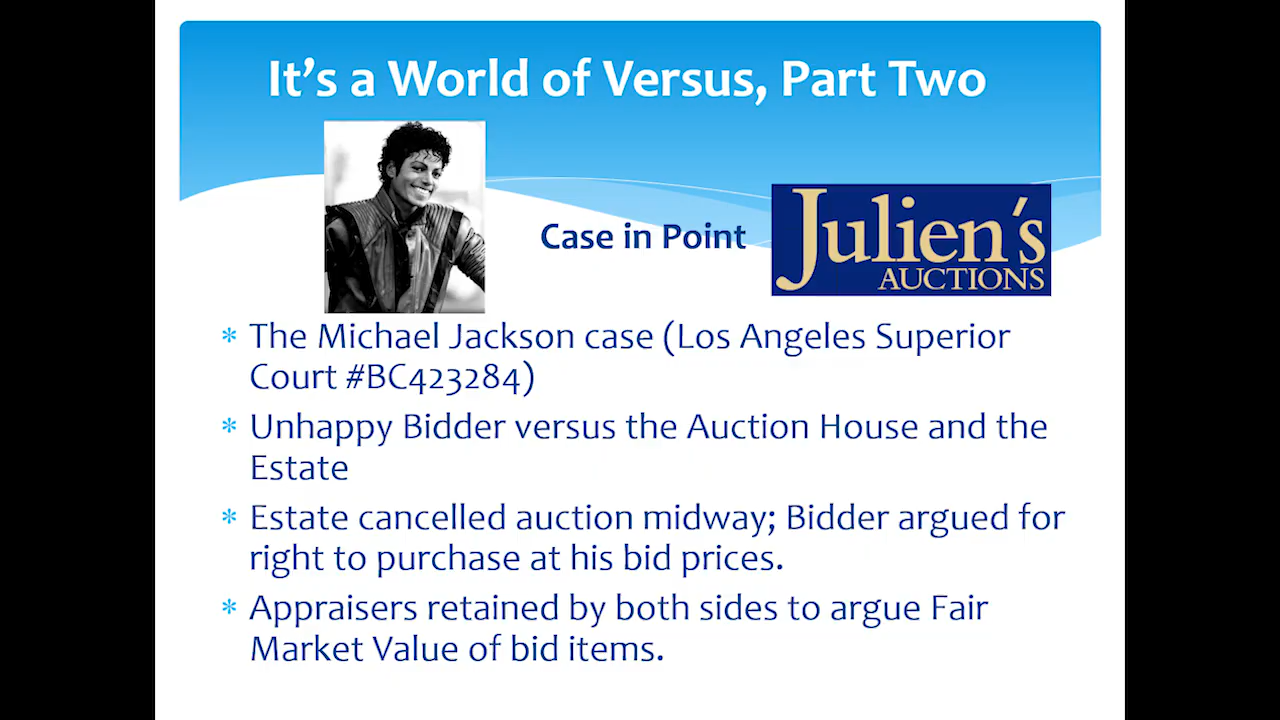 It's a World of Versus, Part Two
Case in Point
Julien's
AUCTIONS
* The Michael Jackson case (Los Angeles Superior
Court #BC423284)
* Unhappy Bidder versus the Auction House and the
Estate
* Estate cancelled auction midway; Bidder argued for
right to purchase at his bid prices.
* Appraisers retained by both sides to argue Fair
Market Value of bid items.